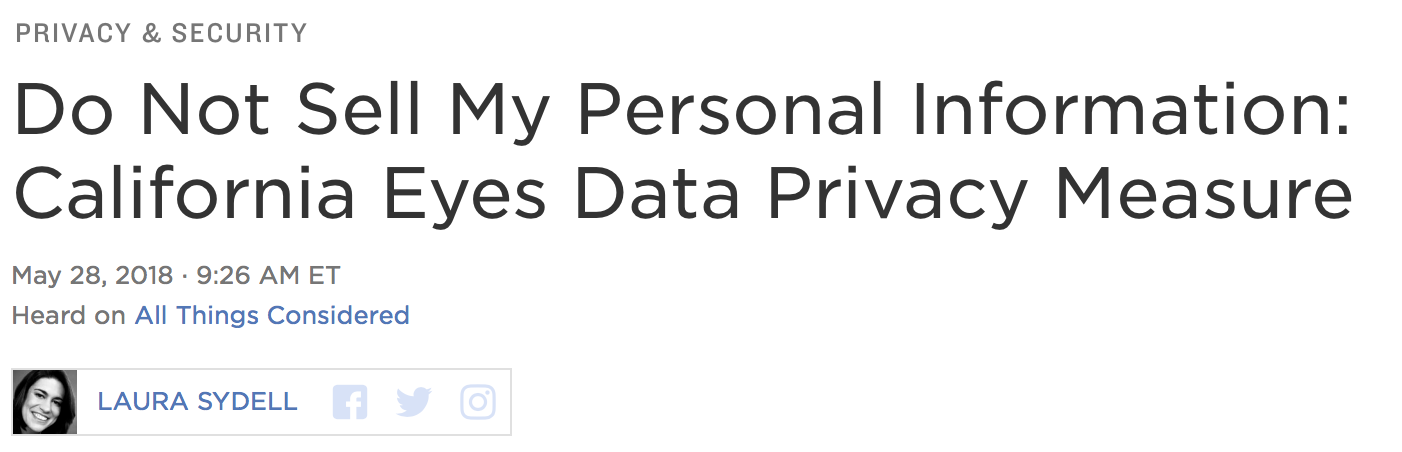 PRIVACY & SECURITY
Do Not Sell My Personal Information:
California Eyes Data Privacy Measure
May 28, 2018 · 9:26 AM ET
Heard on All Things Considered
LAURA SYDELL